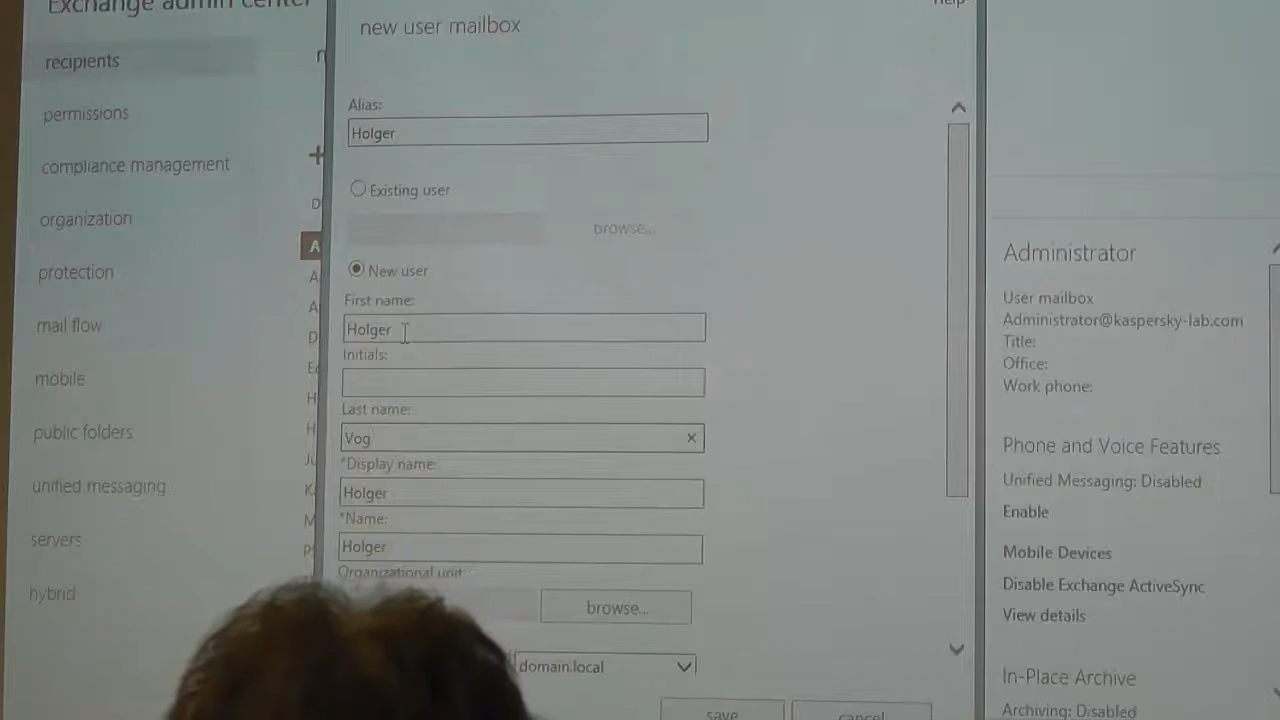 Exchange admin center
recipients
permissions
compliance management
organization
protection
mail flow
mobile
public folders
unified messaging
servers
hybrid
new user mailbox
Help
Alias:
Holger
Existing user
browse...
New user
First name:
Holger
Initials:
Last name:
Vog
*Display name:
Holger
*Name:
Holger
Organizational unit:
browse...
domain.local
save
cancel
Administrator
User mailbox
Administrator@kaspersky-lab.com
Title:
Office:
Work phone:
Phone and Voice Features
Unified Messaging: Disabled
Enable
Mobile Devices
Disable Exchange ActiveSync
View details
In-Place Archive
Archiving: Disabled